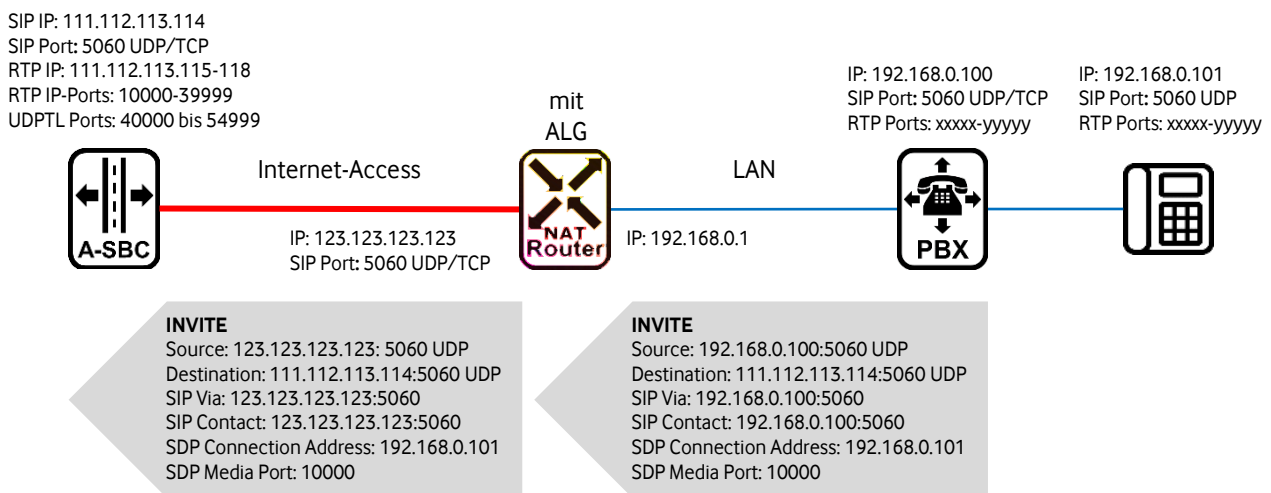 SIP IP: 111.112.113.114
SIP Port: 5060 UDP/TCP
RTP IP: 111.112.113.115-118
RTP IP-Ports: 10000-39999
UDPTL Ports: 40000 bis 54999
mit
ALG
IP: 192.168.0.100
SIP Port: 5060 UDP/TCP
RTP Ports: xxxxx-yyyyy
IP: 192.168.0.101
SIP Port: 5060 UDP
RTP Ports: xxxxx-yyyyy
Internet-Access
LAN
A-SBC
NAT
Router
PBX
IP: 123.123.123.123
SIP Port: 5060 UDP/TCP
IP: 192.168.0.1
INVITE
Source: 123.123.123.123: 5060 UDP
Destination: 111.112.113.114:5060 UDP
SIP Via: 123.123.123.123:5060
SIP Contact: 123.123.123.123:5060
SDP Connection Address: 192.168.0.101
SDP Media Port: 10000
INVITE
Source: 192.168.0.100:5060 UDP
Destination: 111.112.113.114:5060 UDP
SIP Via: 192.168.0.100:5060
SIP Contact: 192.168.0.100:5060
SDP Connection Address: 192.168.0.101
SDP Media Port: 10000